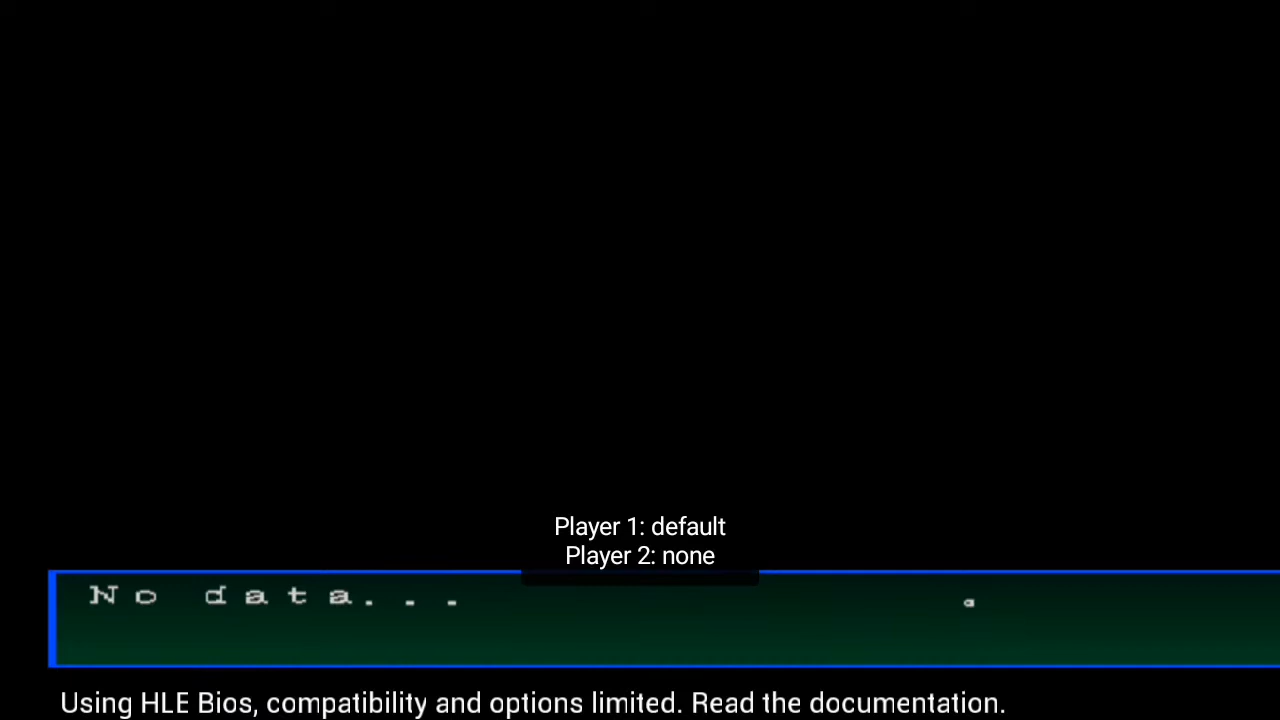 Player 1: default
Player 2: none
No data...
Using HLE Bios, compatibility and options limited. Read the documentation.